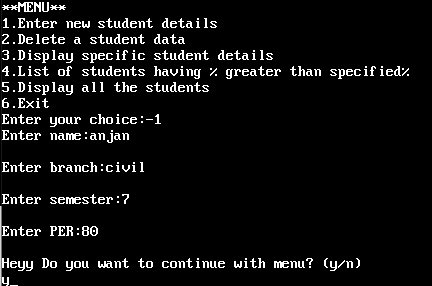 **MENU**
1.Enter new student details
2.Delete a student data
3.Display specific student details
4.List of students having % greater than specified%
5.Display all the students
6.Exit
Enter your choice:-1
Enter name:anjan
Enter branch:civil
Enter semester:7
Enter PER:80
Heyy Do you want to continue with menu? (y/n)
y_